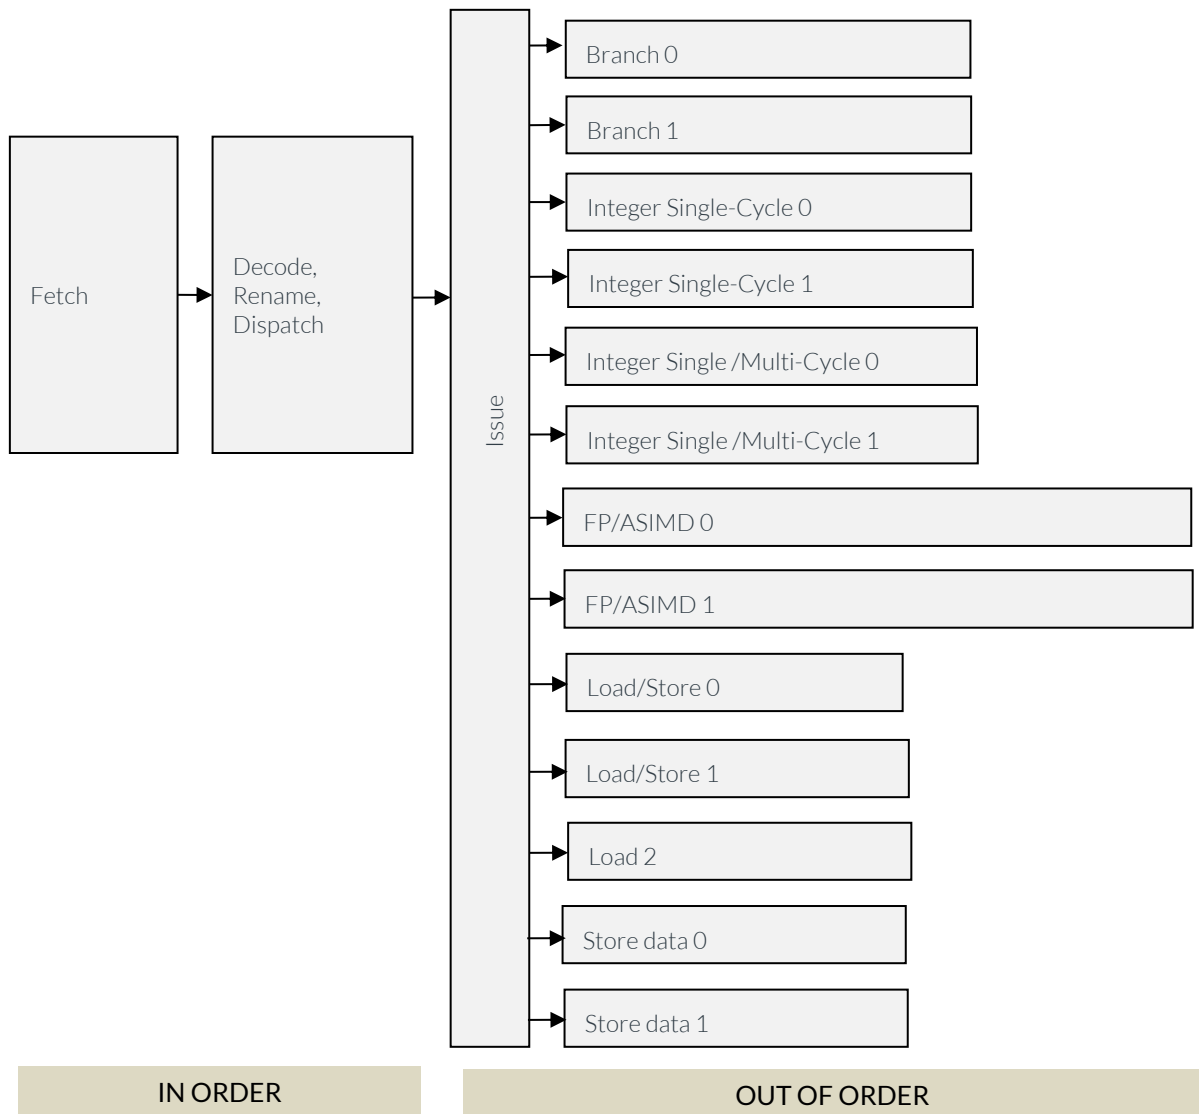 Branch 0
Branch 1
Integer Single-Cycle 0
Fetch
Decode,
Rename,
Dispatch
Integer Single-Cycle 1
Integer Single /Multi-Cycle 0
Issue
Integer Single /Multi-Cycle 1
FP/ASIMD 0
FP/ASIMD 1
Load/Store 0
Load/Store 1
Load 2
Store data 0
Store data 1
IN ORDER
OUT OF ORDER